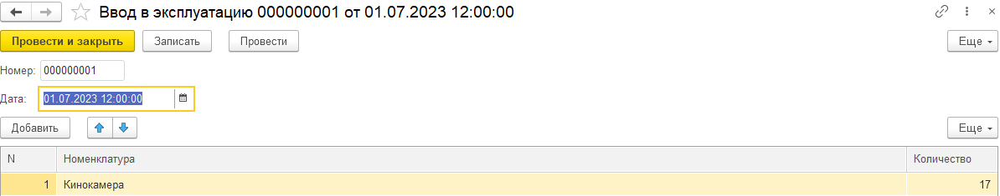 Ввод в эксплуатацию 000000001 от 01.07.2023 12:00:00
Провести и закрыть Записать Провести Еще
Номер: 000000001
Дата: 01.07.2023 12:00:00
Добавить Еще
N Номенклатура Количество
1 Кинокамера 17